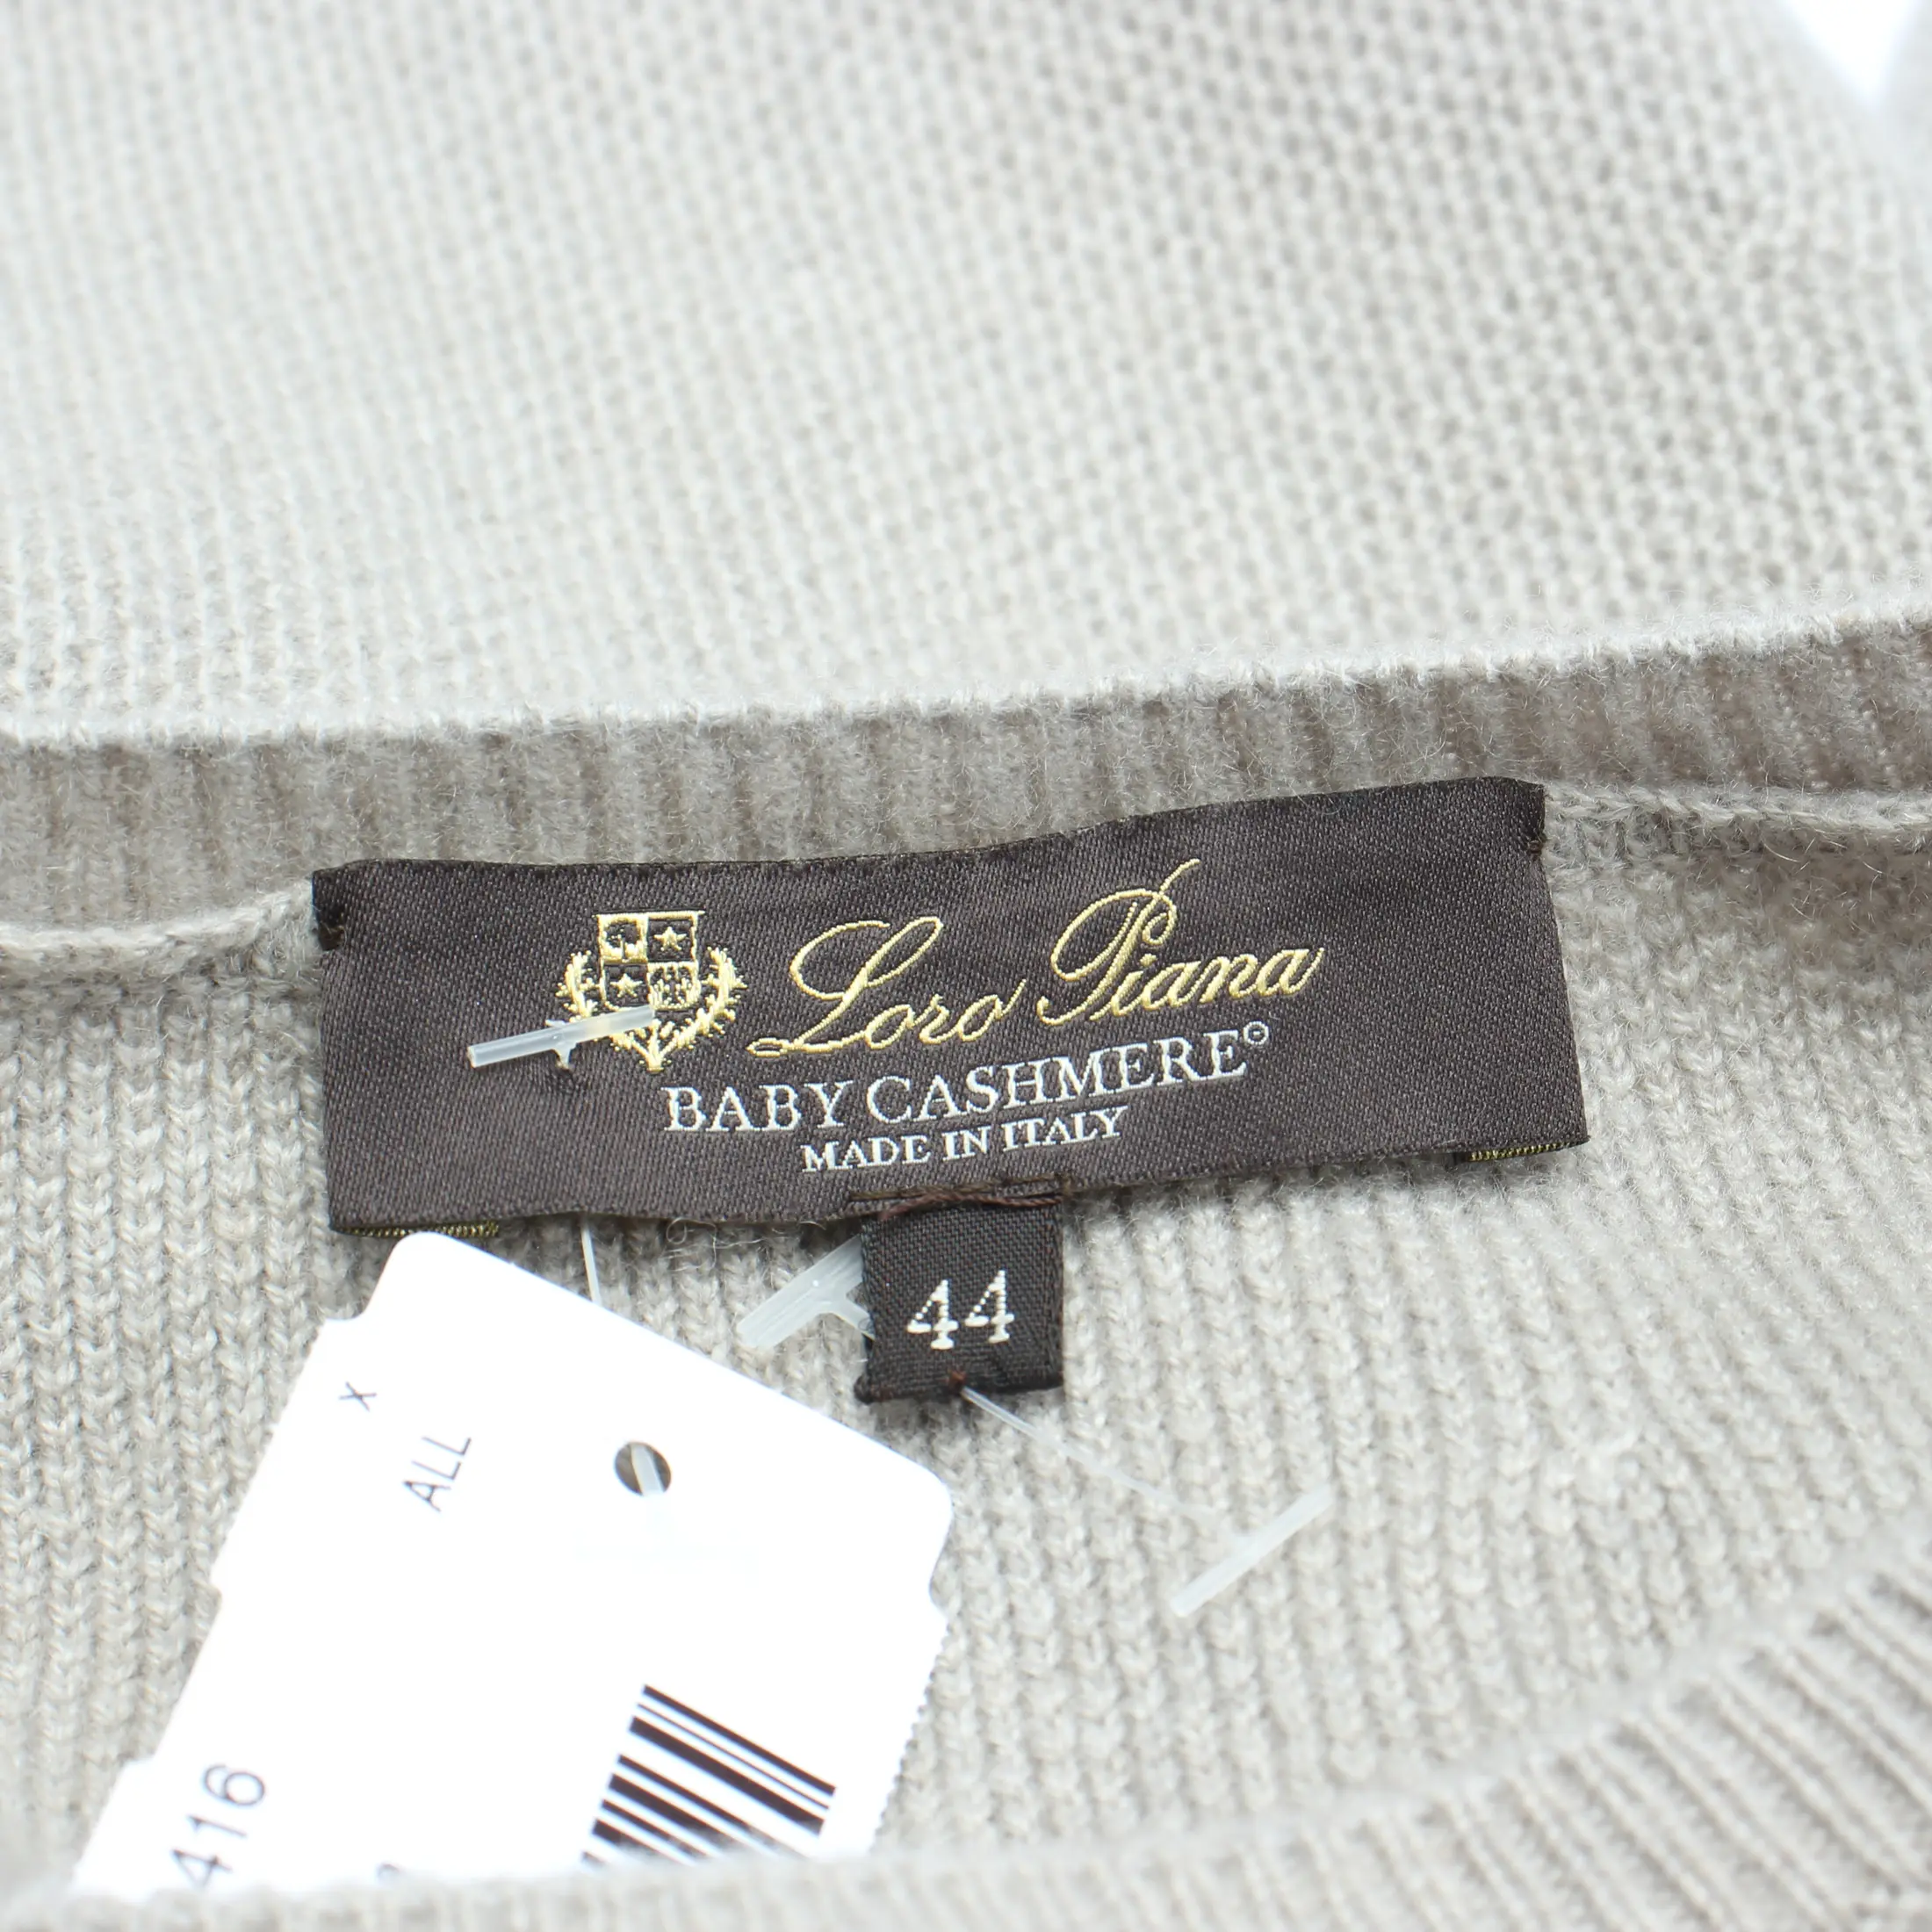 Loro Piana
BABY CASHMERE©
MADE IN ITALY
44
X
ALL
416